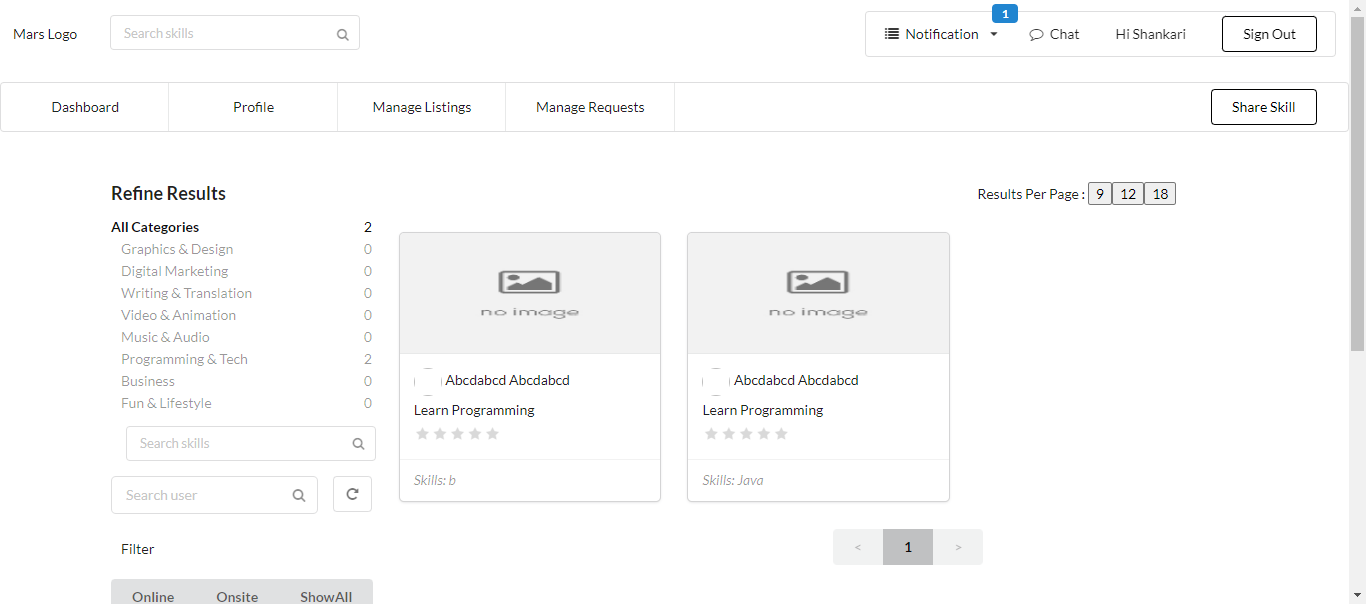 1
Mars Logo
Search skills
Notification
Chat
Hi Shankari
Sign Out
Dashboard
Profile
Manage Listings
Manage Requests
Share Skill
Refine Results
Results Per Page : 9 12 18
All Categories 2
Graphics & Design 0
Digital Marketing 0
Writing & Translation 0
Video & Animation 0
Music & Audio 0
Programming & Tech 2
Business 0
Fun & Lifestyle 0
Search skills
Search user
Filter
Online Onsite ShowAll
no image
Abcdabcd Abcdabcd
Learn Programming
Skills: b
no image
Abcdabcd Abcdabcd
Learn Programming
Skills: Java
< 1 >